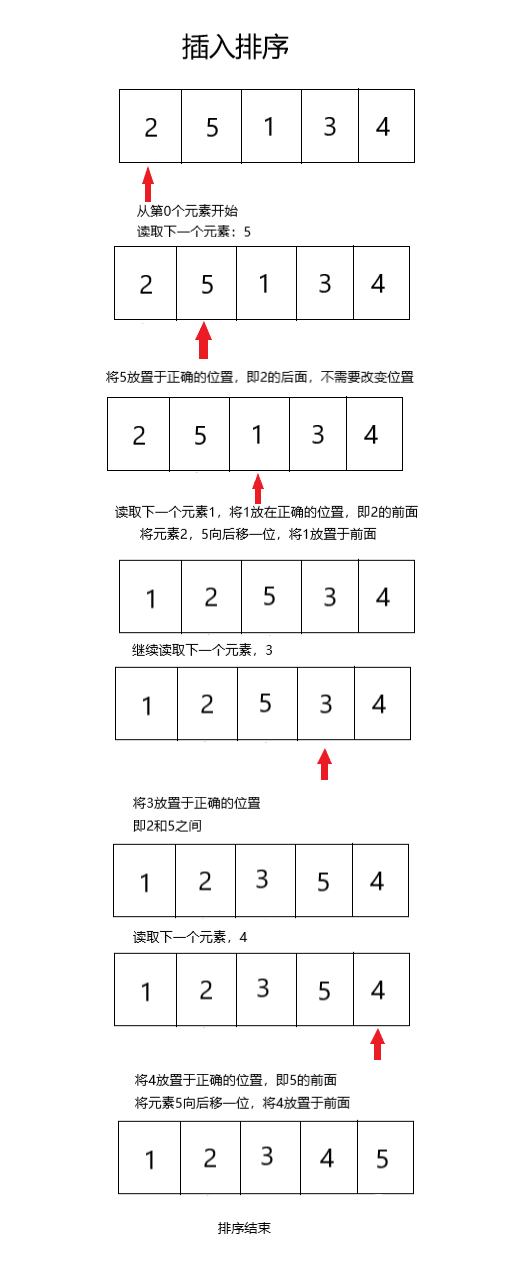 插入排序
2 5 1 3 4
从第0个元素开始
读取下一个元素：5
2 5 1 3 4
将5放置于正确的位置，即2的后面，不需要改变位置
2 5 1 3 4
读取下一个元素1，将1放在正确的位置，即2的前面
将元素2，5向后移一位，将1放置于前面
1 2 5 3 4
继续读取下一个元素，3
1 2 5 3 4
将3放置于正确的位置
即2和5之间
1 2 3 5 4
读取下一个元素，4
1 2 3 5 4
将4放置于正确的位置，即5的前面
将元素5向后移一位，将4放置于前面
1 2 3 4 5
排序结束